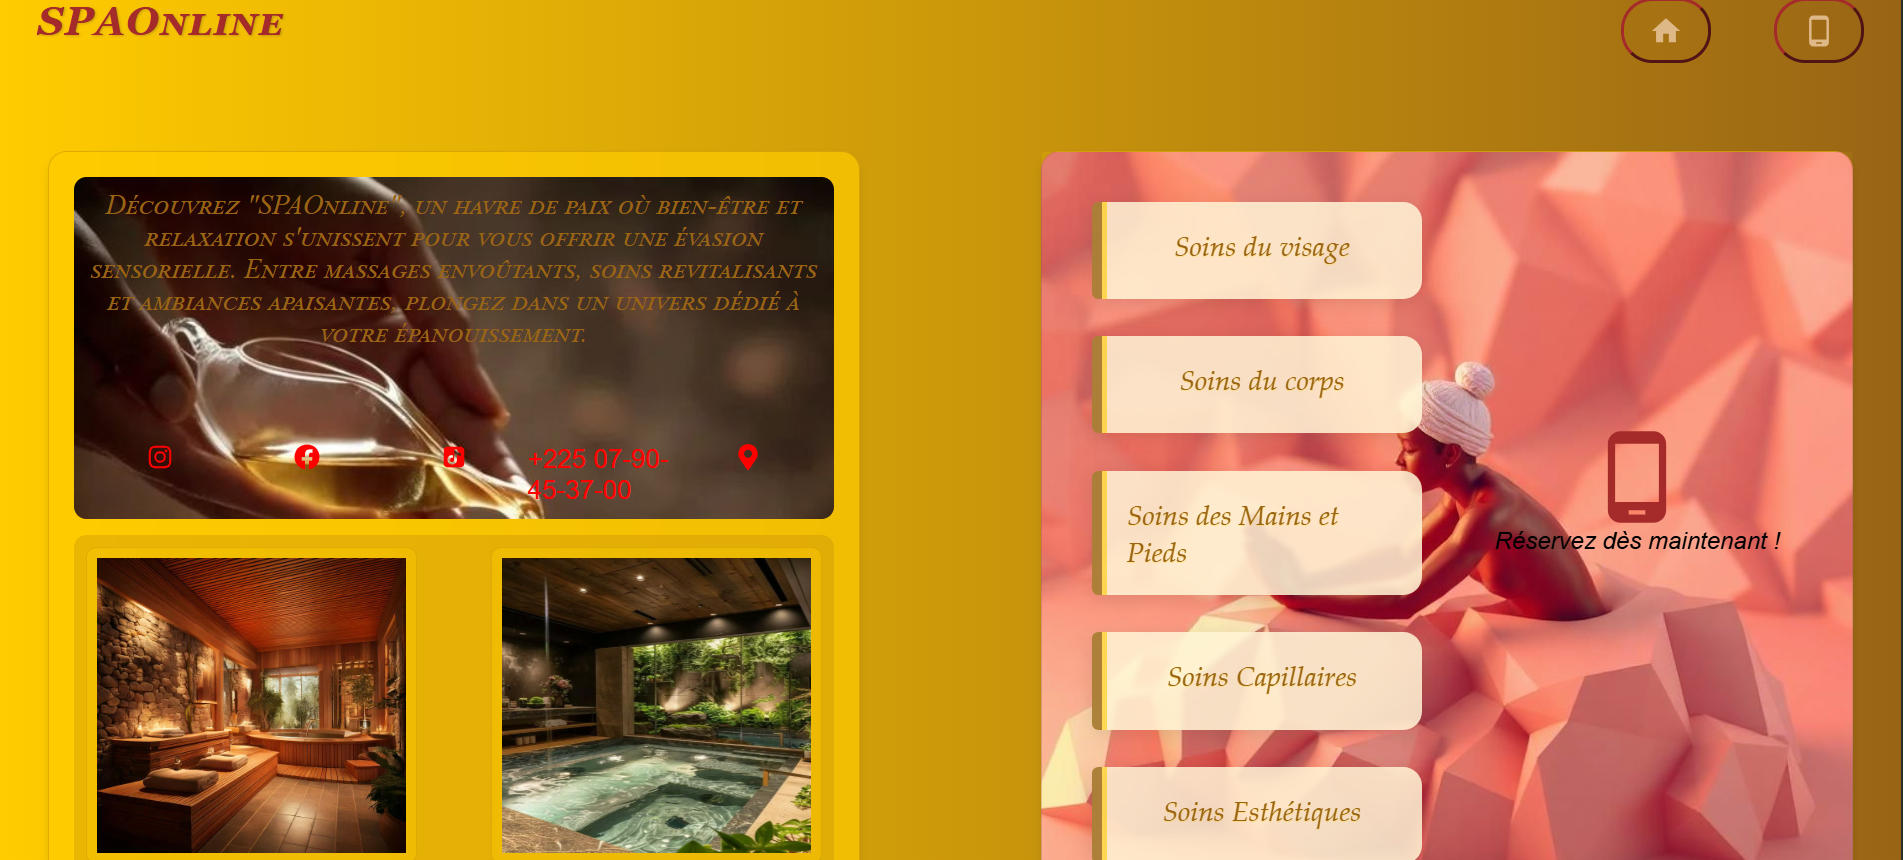 SPAOnline
Découvrez "SPAOnline", un havre de paix où bien-être et
relaxation s'unissent pour vous offrir une évasion
sensorielle. Entre massages envoûtants, soins revitalisants
et ambiances apaisantes, plongez dans un univers dédié à
votre épanouissement.
+225 07-90-
45-37-00
Soins du visage
Soins du corps
Soins des Mains et
Pieds
Réservez dès maintenant !
Soins Capillaires
Soins Esthétiques